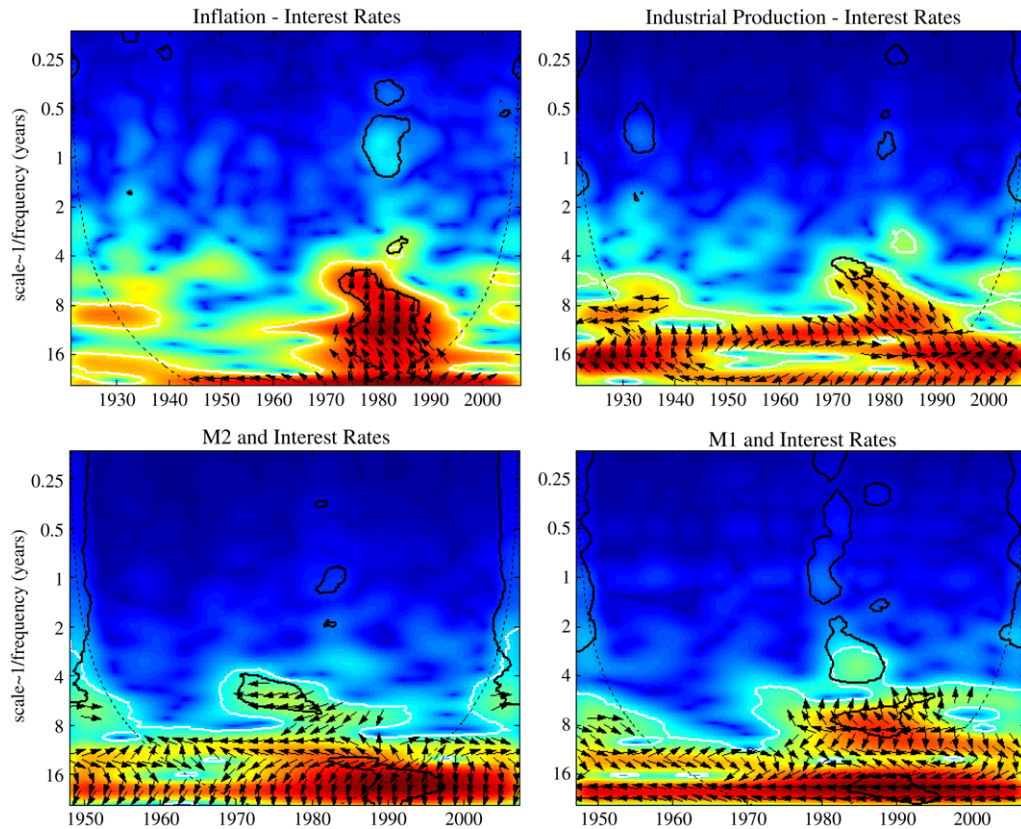 Inflation - Interest Rates
Industrial Production - Interest Rates
scale~1/frequency (years)
0.25
0.5
1
2
4
8
16
1930 1940 1950 1960 1970 1980 1990 2000
0.25
0.5
1
2
4
8
16
1930 1940 1950 1960 1970 1980 1990 2000
M2 and Interest Rates
M1 and Interest Rates
scale~1/frequency (years)
0.25
0.5
1
2
4
8
16
1950 1960 1970 1980 1990 2000
0.25
0.5
1
2
4
8
16
1950 1960 1970 1980 1990 2000